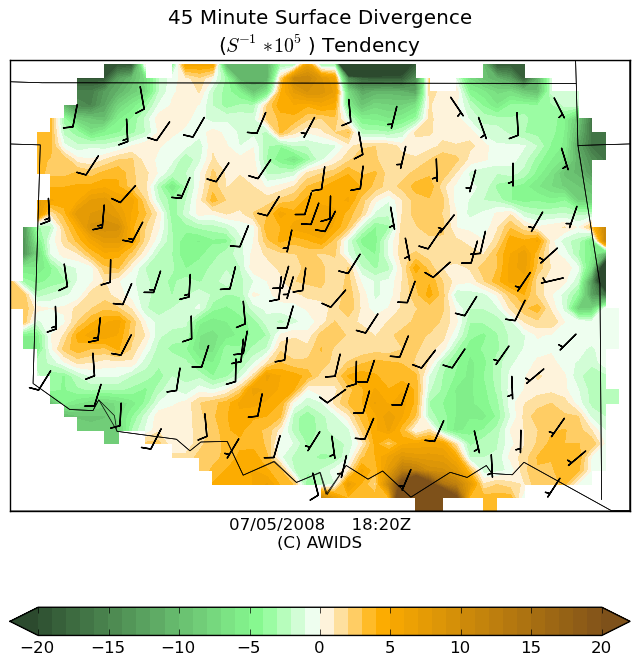 45 Minute Surface Divergence
(S⁻¹ *10⁵ ) Tendency
07/05/2008 18:20Z
(C) AWIDS
−20 −15 −10 −5 0 5 10 15 20